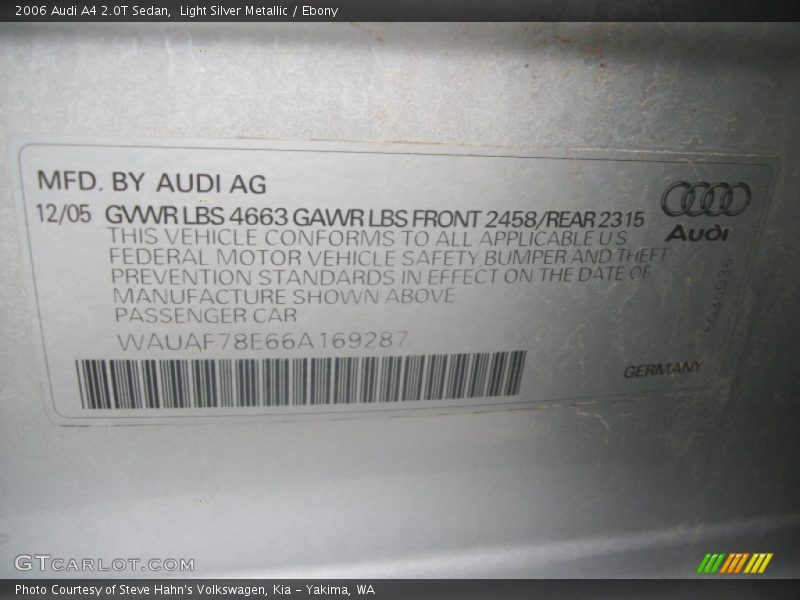 2006 Audi A4 2.0T Sedan,  Light Silver Metallic / Ebony
MFD. BY AUDI AG
12/05 GVWR LBS 4663 GAWR LBS FRONT 2458/REAR 2315
THIS VEHICLE CONFORMS TO ALL APPLICABLE U S
FEDERAL MOTOR VEHICLE SAFETY BUMPER AND THEFT
PREVENTION STANDARDS IN EFFECT ON THE DATE OF
MANUFACTURE SHOWN ABOVE
PASSENGER CAR
WAUAF78E66A169287
Audi
GERMANY
GTCARLOT.COM
Photo Courtesy of Steve Hahn's Volkswagen, Kia – Yakima, WA